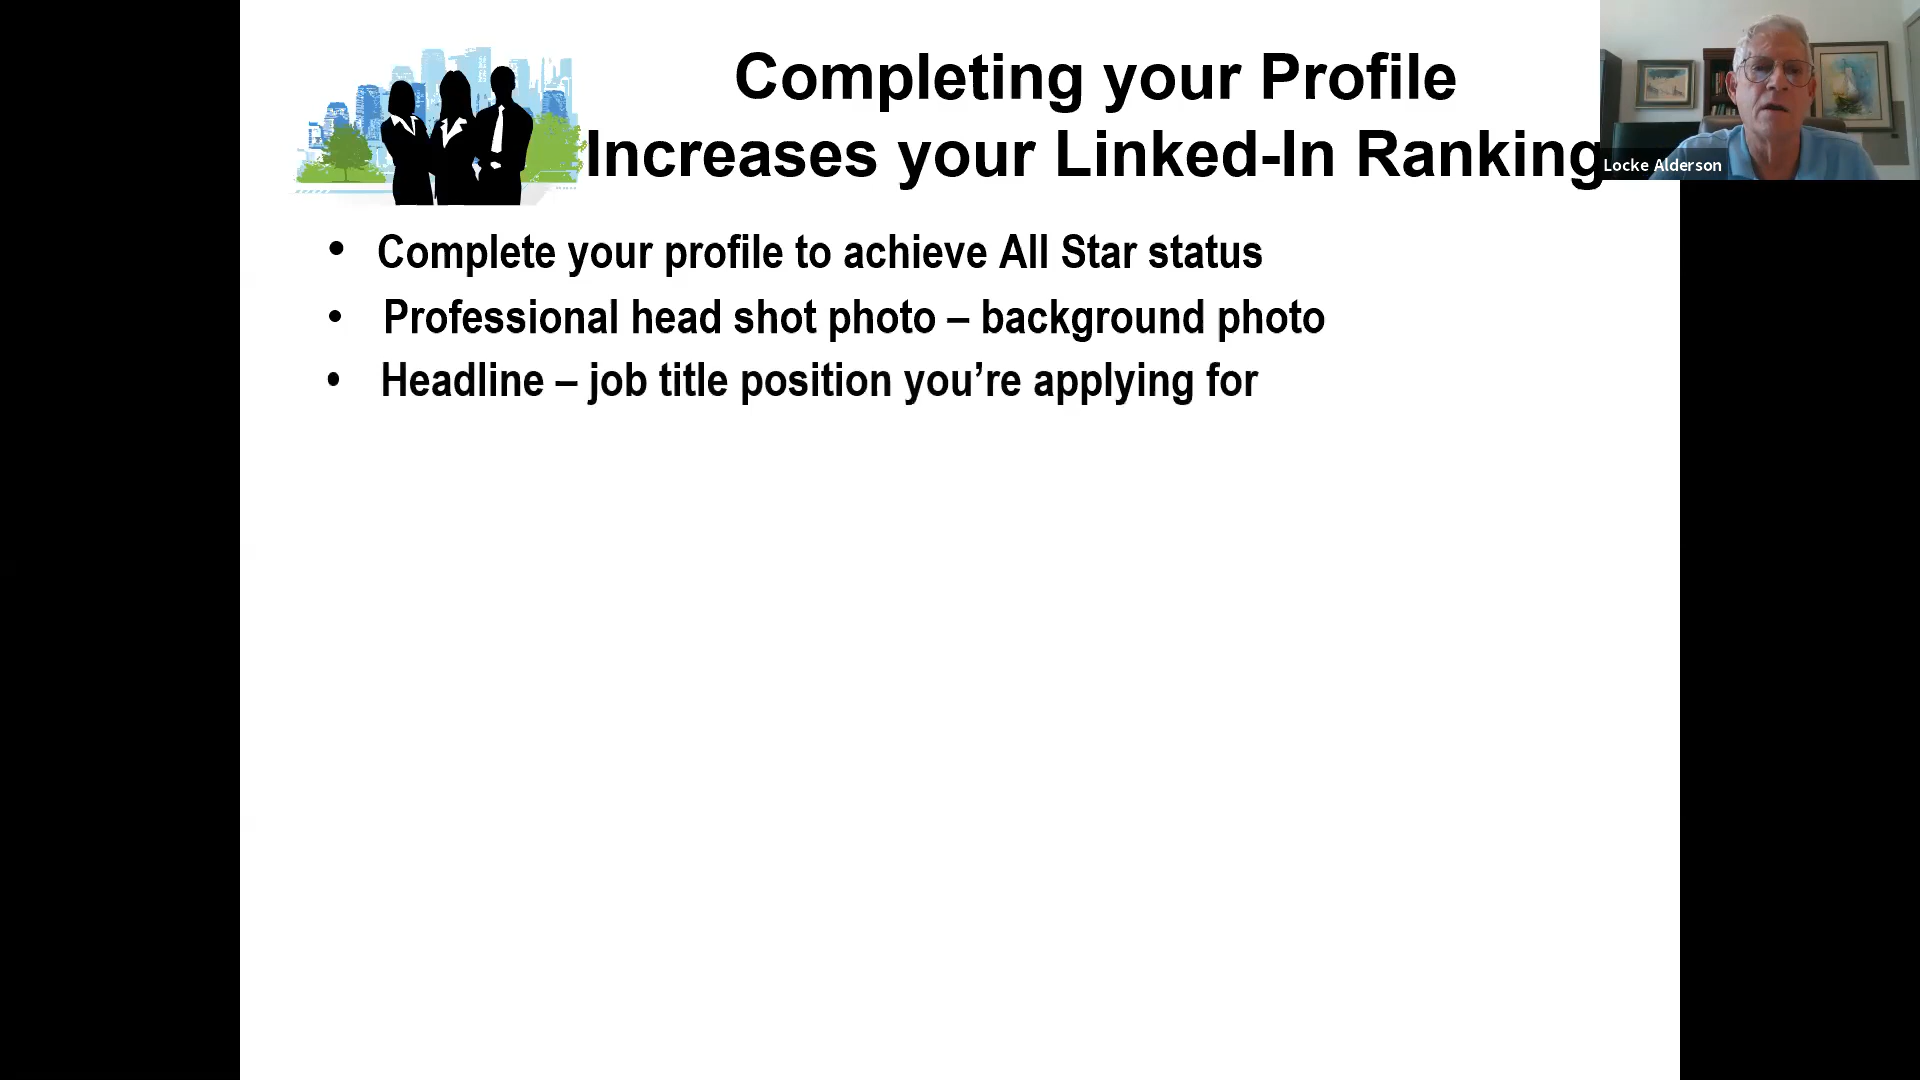 Completing your Profile
Increases your Linked-In Ranking
Locke Alderson
• Complete your profile to achieve All Star status
• Professional head shot photo – background photo
• Headline – job title position you’re applying for